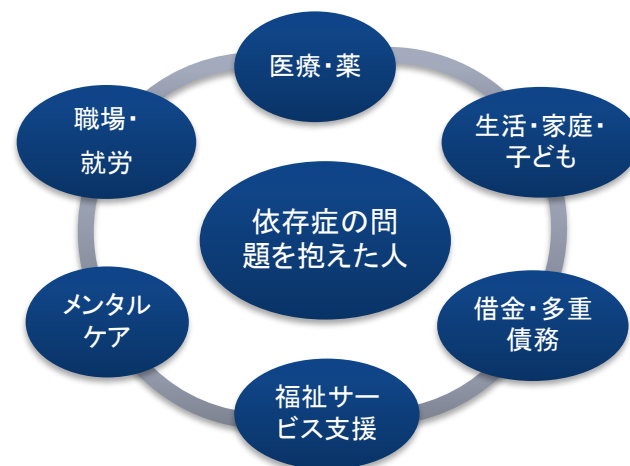 医療・薬
生活・家庭・
子ども
借金・多重
債務
福祉サー
ビス支援
メンタル
ケア
職場・
就労
依存症の問
題を抱えた人